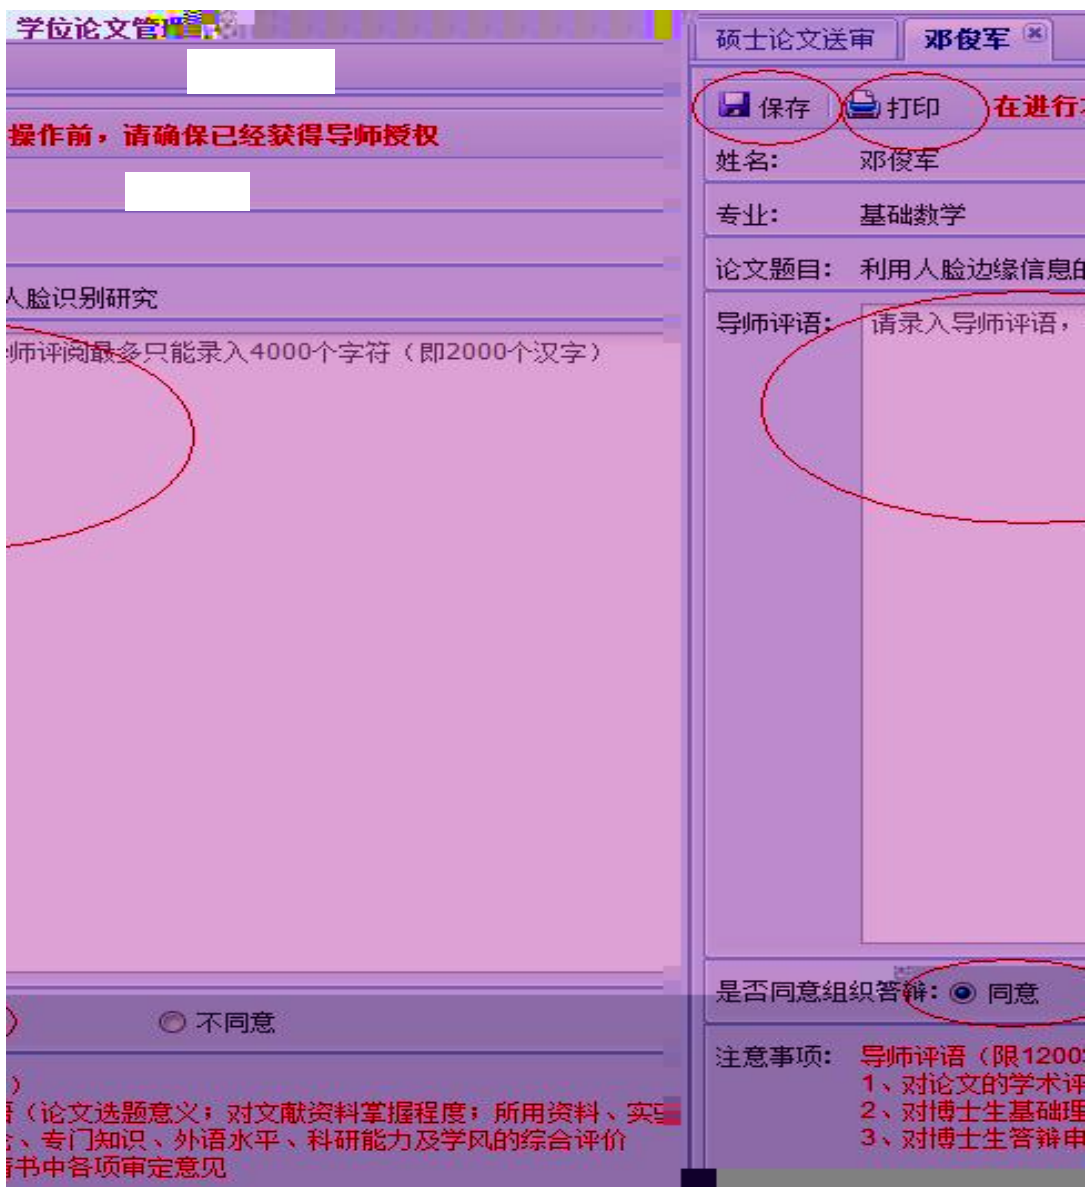 学位论文管理
操作前，请确保已经获得导师授权
人脸识别研究
师评阅最多只能录入4000个字符（即2000个汉字）
不同意
）
（论文选题意义；对文献资料掌握程度；所用资料、实
、专门知识、外语水平、科研能力及学风的综合评价
书中各项审定意见
硕士论文送审 邓俊军
保存 打印 在进行
姓名： 邓俊军
专业： 基础数学
论文题目： 利用人脸边缘信息的
导师评语： 请录入导师评语，
是否同意组织答辩： 同意
注意事项： 导师评语（限1200
1、对论文的学术评
2、对博士生基础理
3、对博士生答辩申